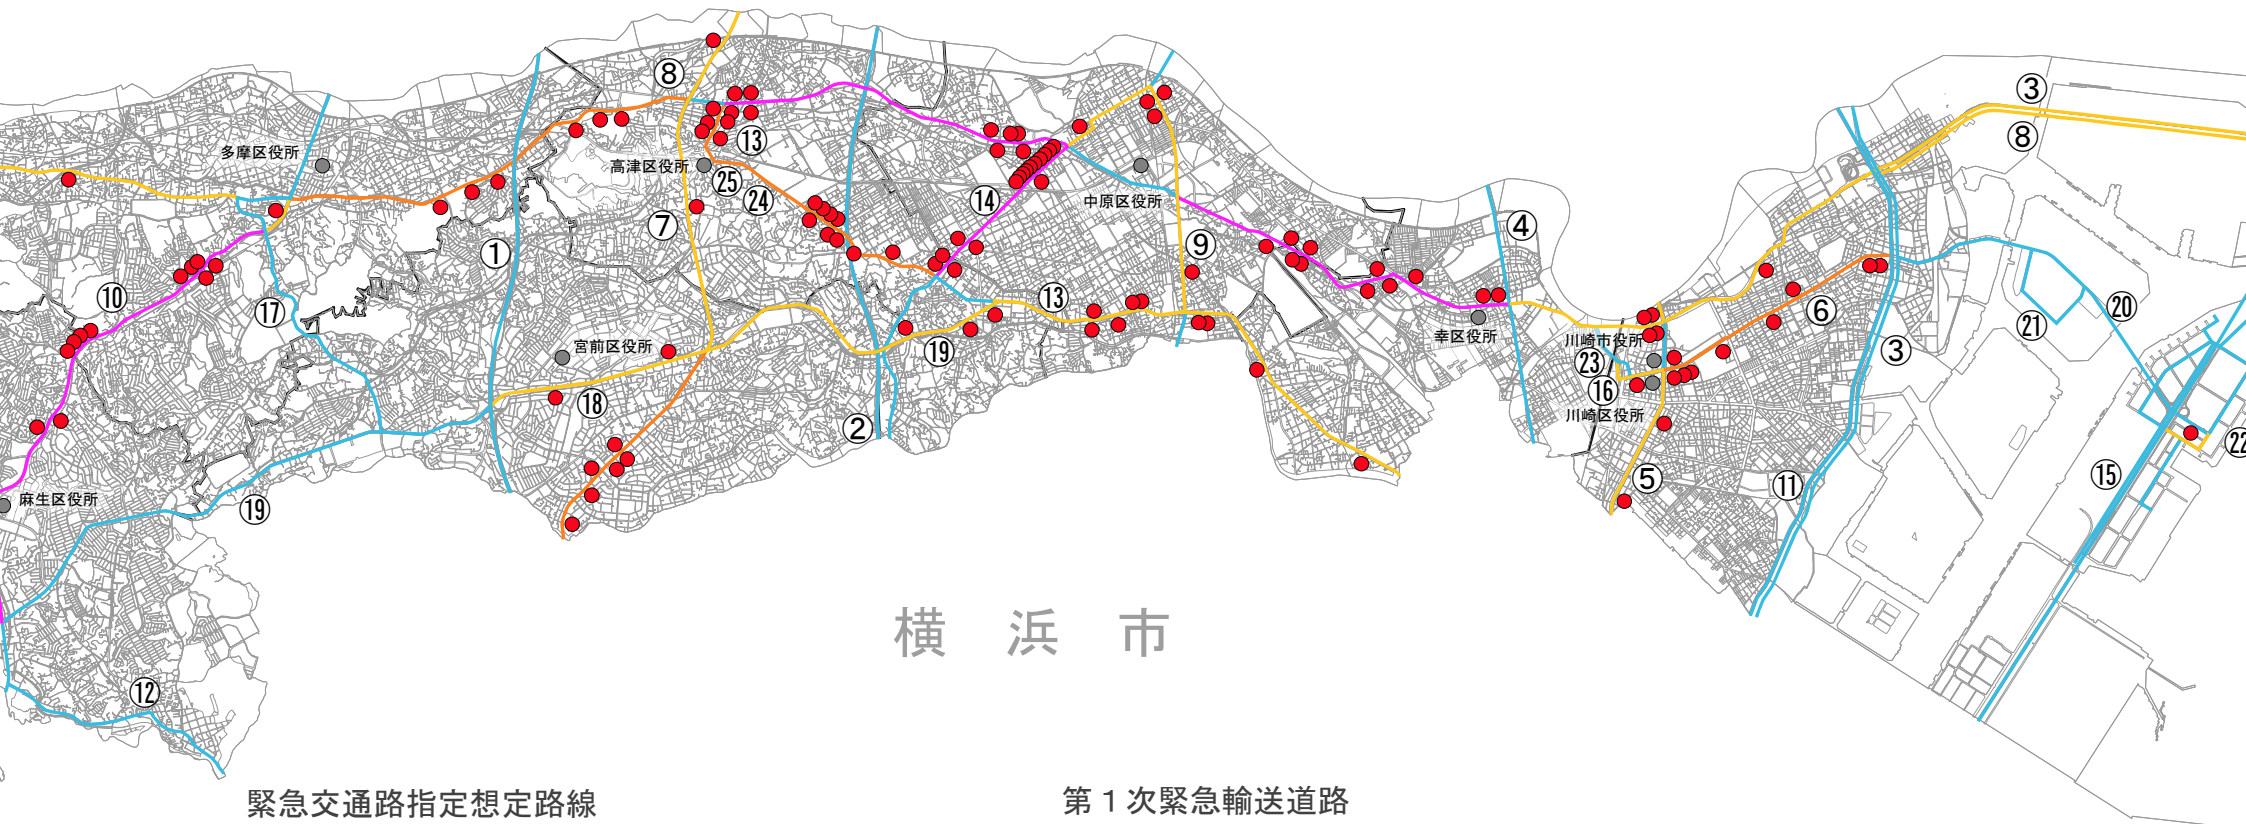 ③
⑧
⑧
⑬
多摩区役所
高津区役所
㉕
㉔
⑭
中原区役所
⑦
④
①
⑨
⑩
⑰
⑬
⑥
⑳
㉑
宮前区役所
⑲
幸区役所
川崎市役所
㉓
⑯
③
⑱
②
川崎区役所
㉒
⑤
⑪
⑮
麻生区役所
⑲
横 浜 市
⑫
緊急交通路指定想定路線
第１次緊急輸送道路